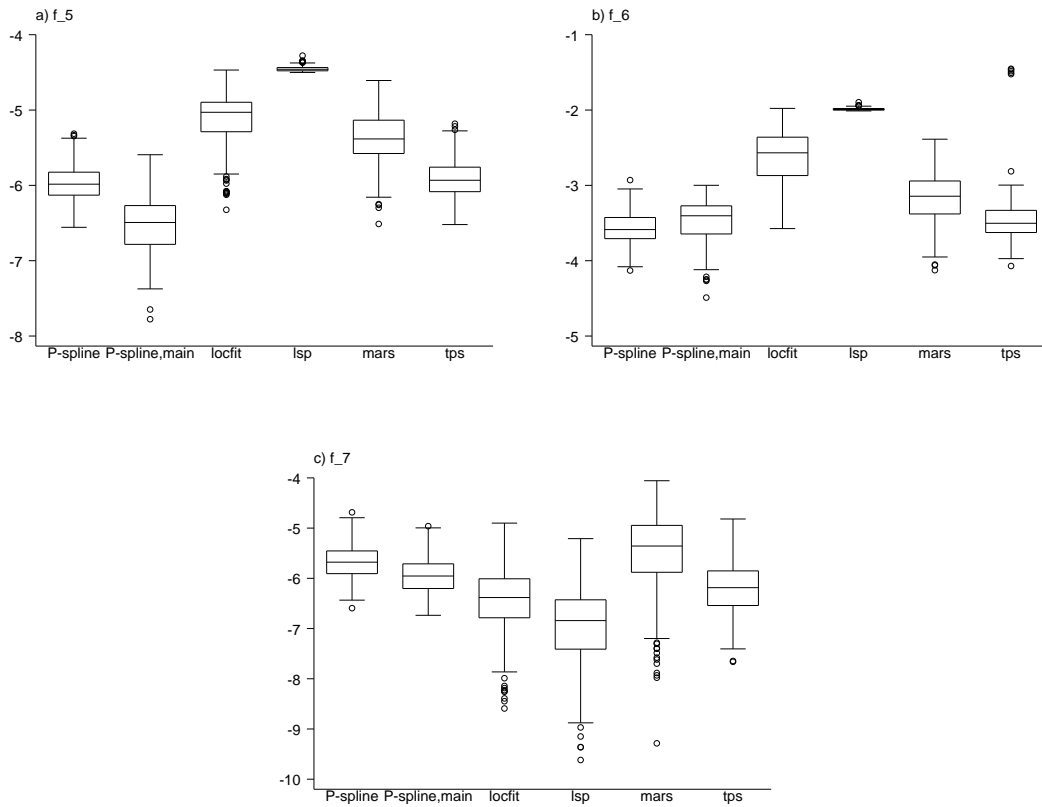 a) f_5
-4
-5
-6
-7
-8
P-spline P-spline,main locfit lsp mars tps
b) f_6
-1
-2
-3
-4
-5
P-spline P-spline,main locfit lsp mars tps
c) f_7
-4
-5
-6
-7
-8
-9
-10
P-spline P-spline,main locfit lsp mars tps